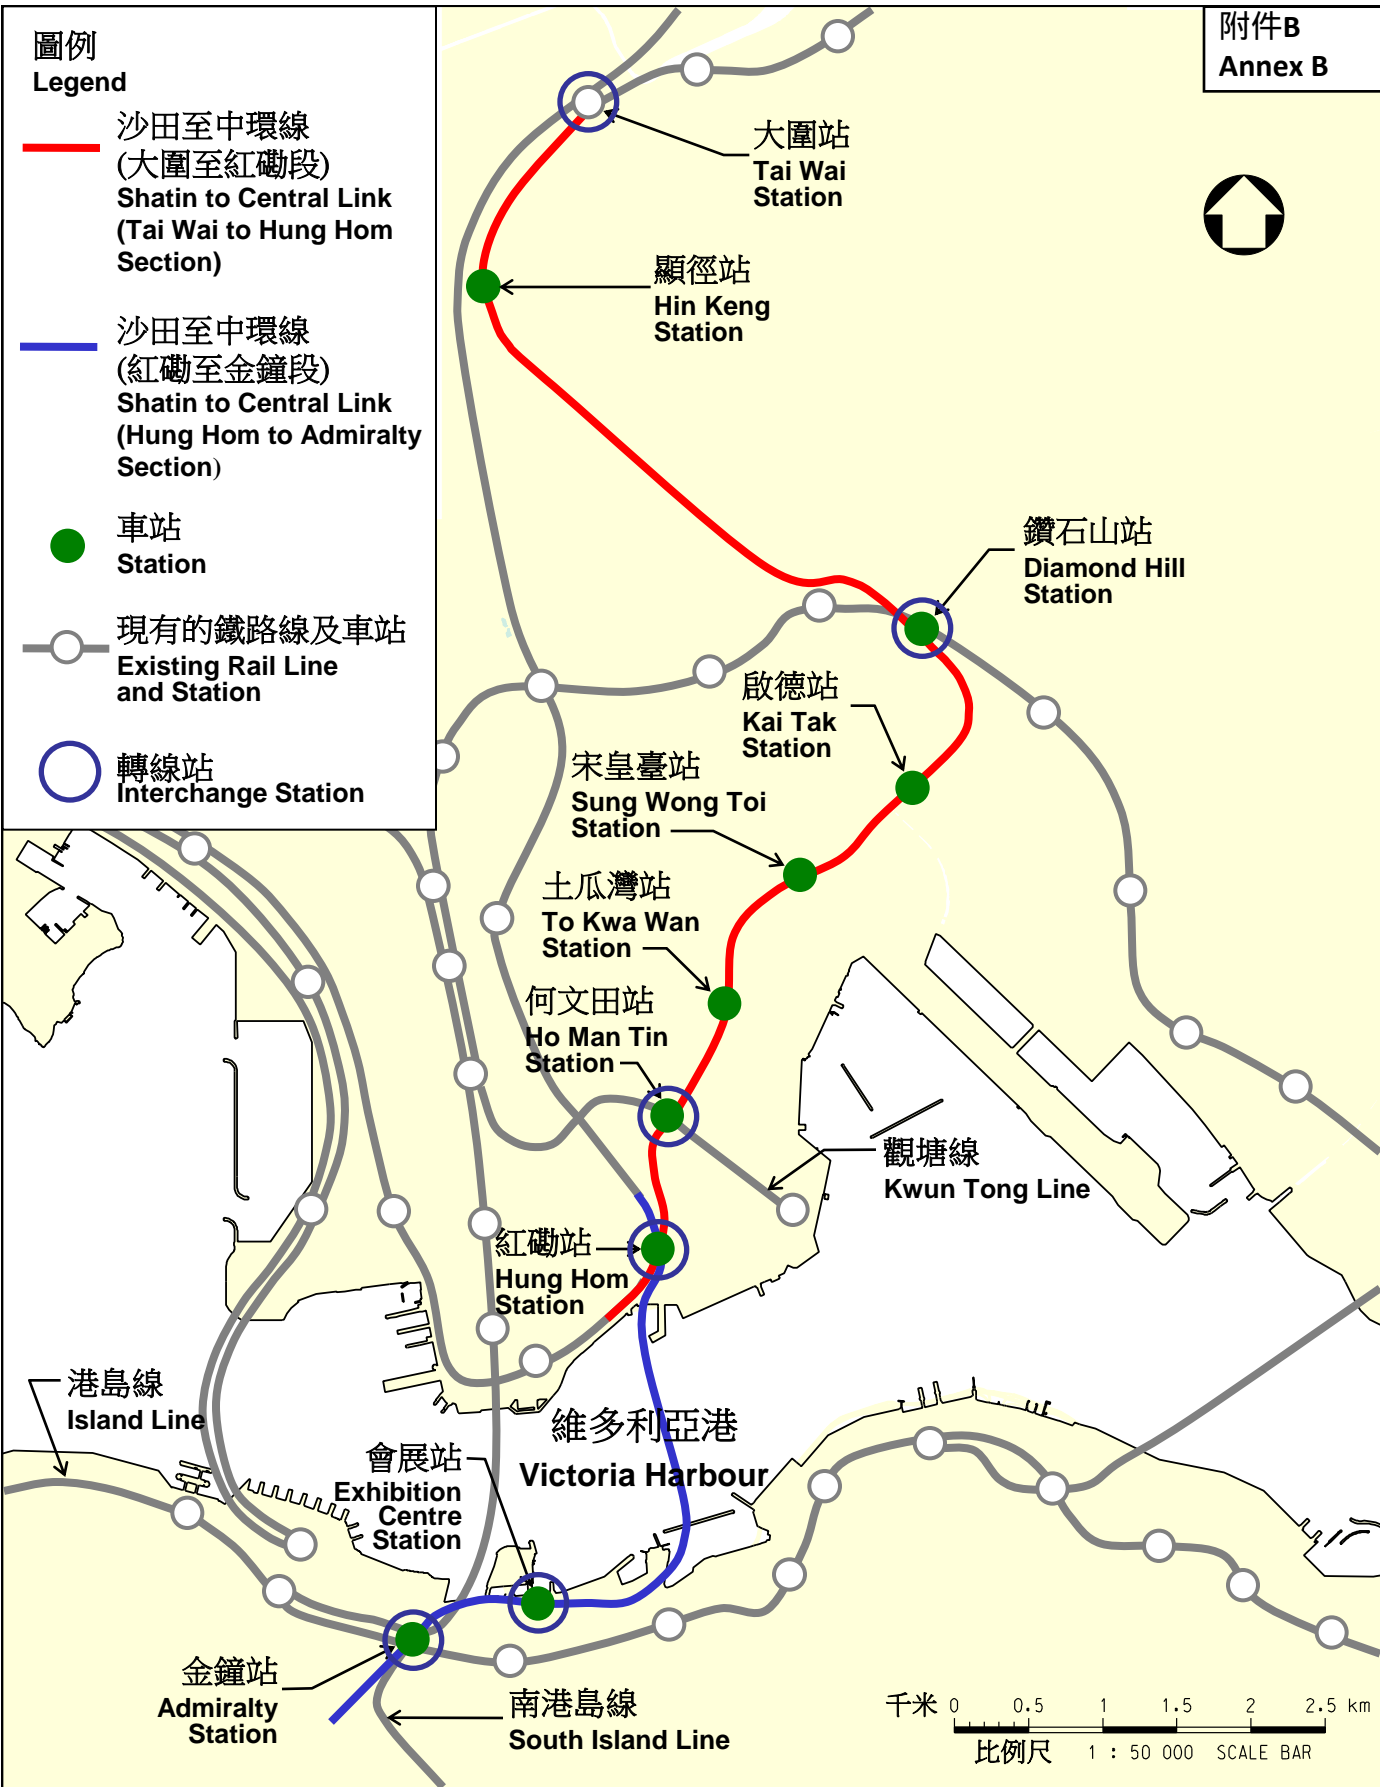 圖例
Legend
沙田至中環線
(大圍至紅磡段)
Shatin to Central Link
(Tai Wai to Hung Hom
Section)
沙田至中環線
(紅磡至金鐘段)
Shatin to Central Link
(Hung Hom to Admiralty
Section)
車站
Station
現有的鐵路線及車站
Existing Rail Line
and Station
轉線站
Interchange Station
附件B
Annex B
大圍站
Tai Wai
Station
顯徑站
Hin Keng
Station
鑽石山站
Diamond Hill
Station
啟德站
Kai Tak
Station
宋皇臺站
Sung Wong Toi
Station
土瓜灣站
To Kwa Wan
Station
何文田站
Ho Man Tin
Station
觀塘線
Kwun Tong Line
紅磡站
Hung Hom
Station
港島線
Island Line
維多利亞港
Victoria Harbour
會展站
Exhibition
Centre
Station
金鐘站
Admiralty
Station
南港島線
South Island Line
千米 0 0.5 1 1.5 2 2.5 km
比例尺 1 : 50 000 SCALE BAR